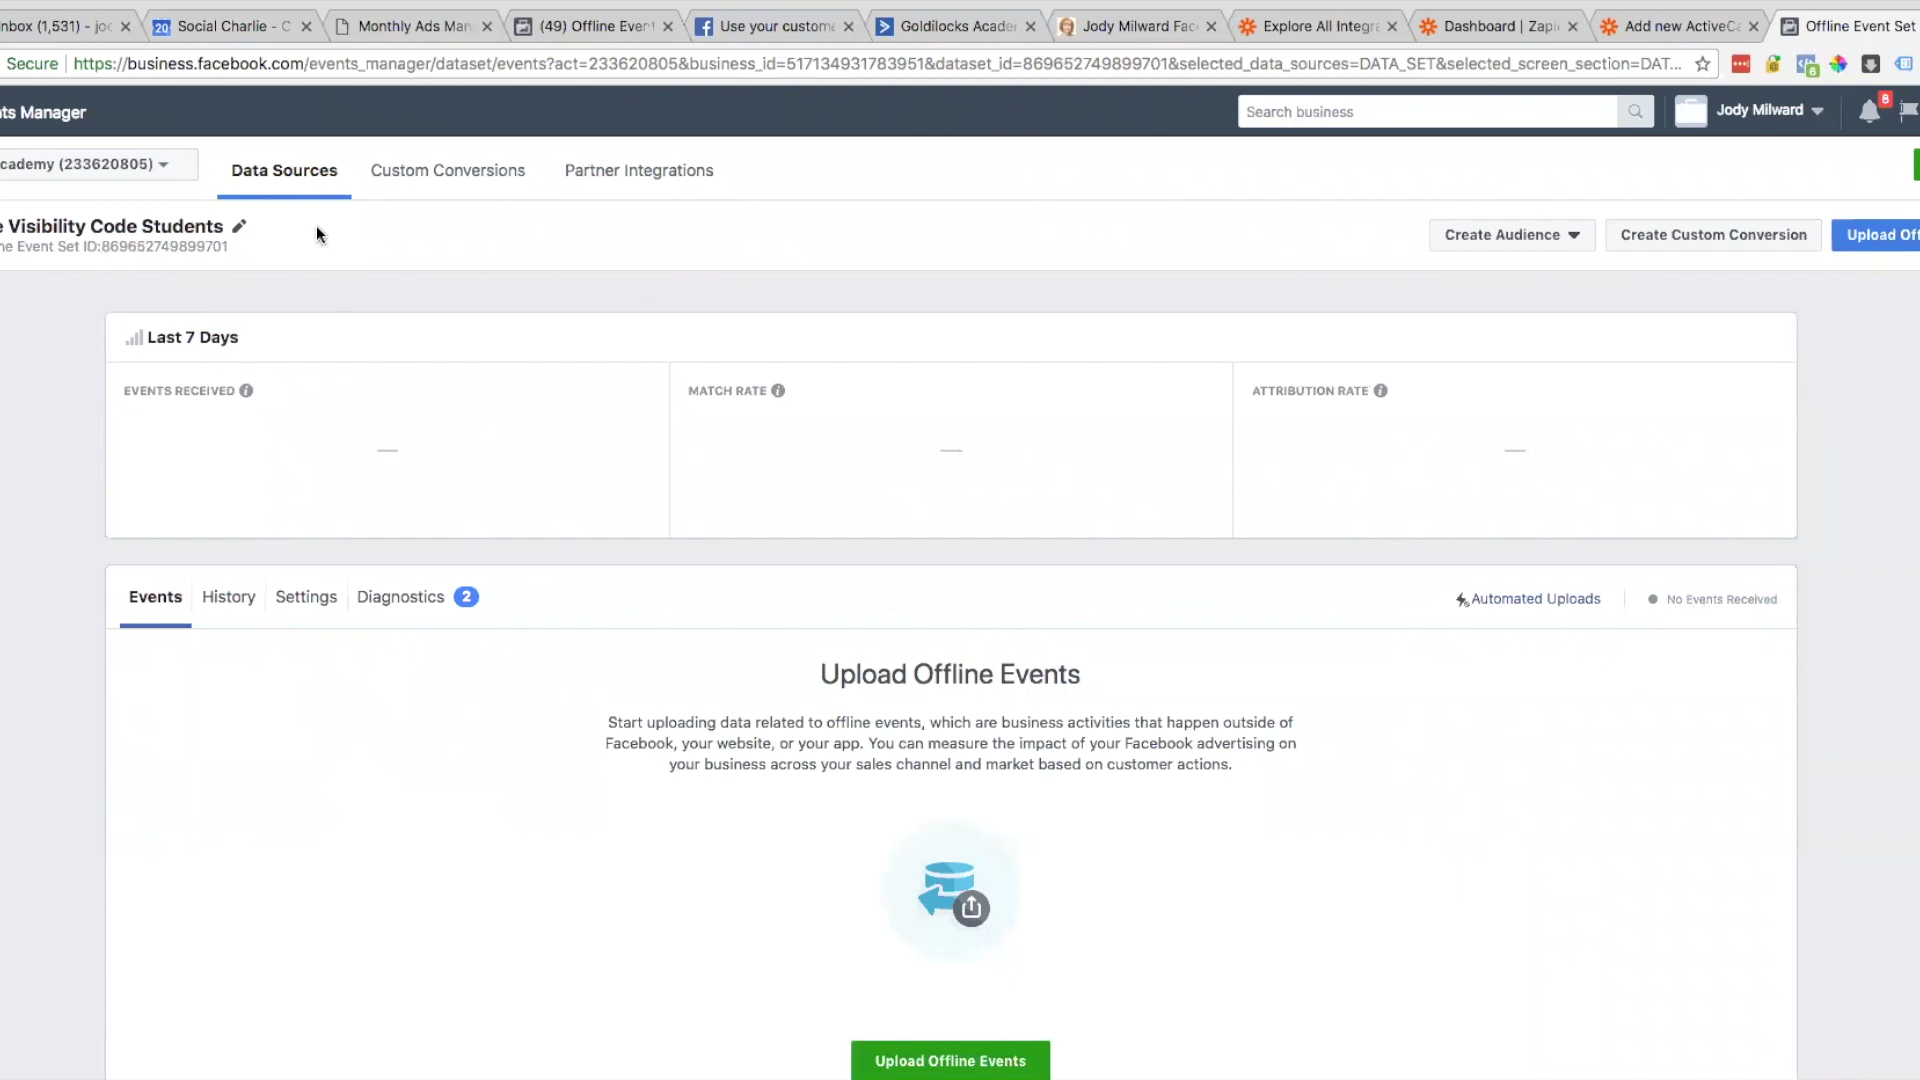 nbox (1,531) - joc
20 Social Charlie - C
Monthly Ads Man
(49) Offline Event
Use your custome
Goldilocks Acade
Jody Milward Fac
Explore All Integra
Dashboard | Zapi
Add new ActiveCa
Offline Event Set
Secure https://business.facebook.com/events_manager/dataset/events?act=233620805&business_id=517134931783951&dataset_id=869652749899701&selected_data_sources=DATA_SET&selected_screen_section=DAT...
6
ts Manager
Search business
Jody Milward
8
cademy (233620805)
Data Sources
Custom Conversions
Partner Integrations
e Visibility Code Students
ne Event Set ID:869652749899701
Create Audience
Create Custom Conversion
Upload Off
Last 7 Days
EVENTS RECEIVED
MATCH RATE
ATTRIBUTION RATE
Events
History
Settings
Diagnostics 2
Automated Uploads
No Events Received
Upload Offline Events
Start uploading data related to offline events, which are business activities that happen outside of
Facebook, your website, or your app. You can measure the impact of your Facebook advertising on
your business across your sales channel and market based on customer actions.
Upload Offline Events